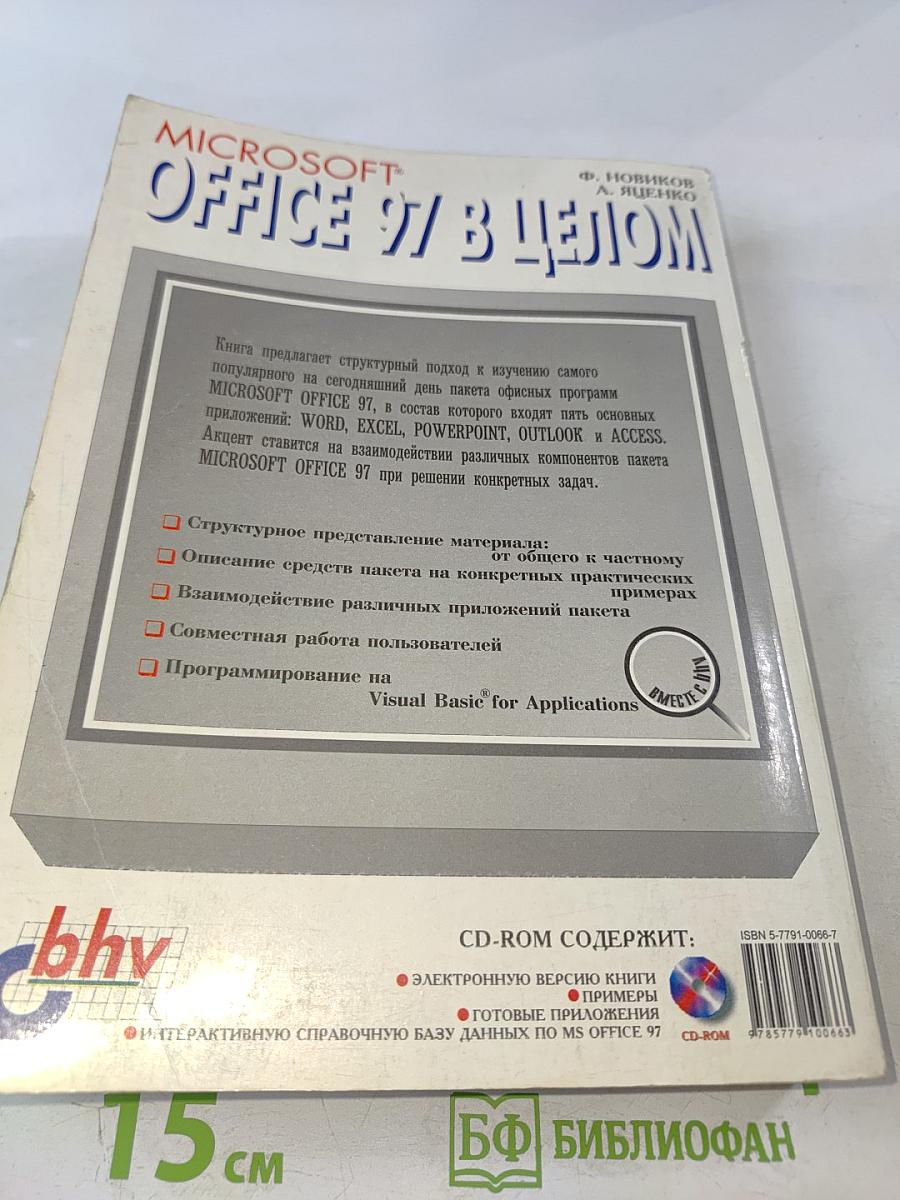 MICROSOFT®
Ф. НОВИКОВ
А. ЯЦЕНКО
OFFICE 97 В ЦЕЛОМ
Книга предлагает структурный подход к изучению самого
популярного на сегодняшний день пакета офисных программ
MICROSOFT OFFICE 97, в состав которого входят пять основных
приложений: WORD, EXCEL, POWERPOINT, OUTLOOK и ACCESS.
Акцент ставится на взаимодействии различных компонентов пакета
MICROSOFT OFFICE 97 при решении конкретных задач.
❑ Структурное представление материала:
от общего к частному
❑ Описание средств пакета на конкретных практических
примерах
❑ Взаимодействие различных приложений пакета
❑ Совместная работа пользователей
❑ Программирование на
Visual Basic® for Applications
ВМЕСТЕ С bhv
bhv
CD-ROM СОДЕРЖИТ:
● ЭЛЕКТРОННУЮ ВЕРСИЮ КНИГИ
● ПРИМЕРЫ
● ГОТОВЫЕ ПРИЛОЖЕНИЯ
● ИНТЕРАКТИВНУЮ СПРАВОЧНУЮ БАЗУ ДАННЫХ ПО MS OFFICE 97
CD-ROM
ISBN 5-7791-0066-7
9785779100663
15 см
БФ БИБЛИОФАН